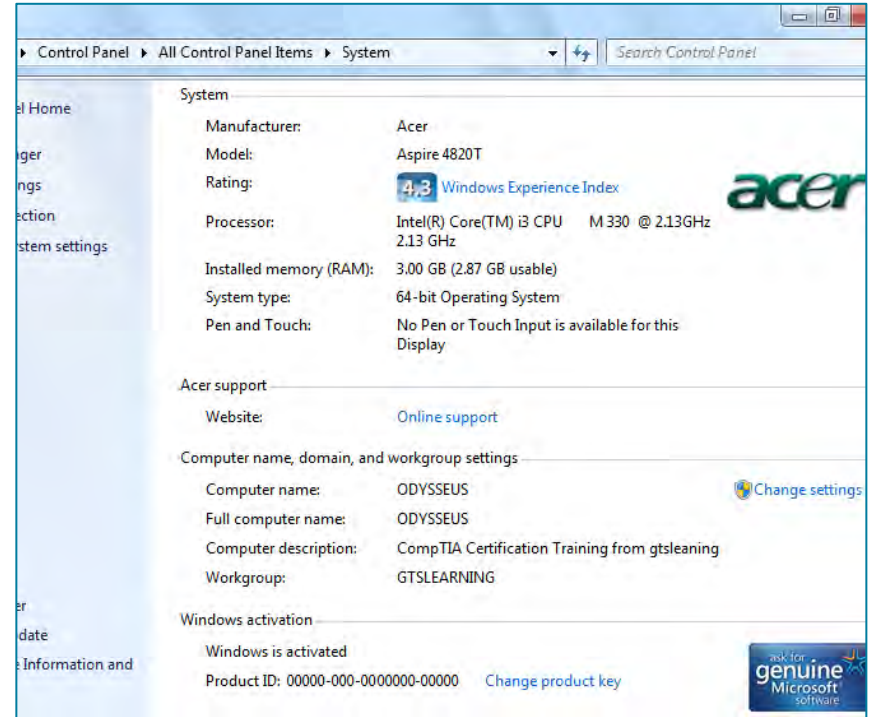 Control Panel ▸ All Control Panel Items ▸ System
Search Control Panel
el Home
ager
ngs
ection
stem settings
System
Manufacturer: Acer
Model: Aspire 4820T
Rating: 4.3 Windows Experience Index
acer
Processor: Intel(R) Core(TM) i3 CPU M 330 @ 2.13GHz
2.13 GHz
Installed memory (RAM): 3.00 GB (2.87 GB usable)
System type: 64-bit Operating System
Pen and Touch: No Pen or Touch Input is available for this
Display
Acer support
Website: Online support
Computer name, domain, and workgroup settings
Computer name: ODYSSEUS
Change settings
Full computer name: ODYSSEUS
Computer description: CompTIA Certification Training from gtsleaning
Workgroup: GTSLEARNING
er
date
e Information and
Windows activation
Windows is activated
Product ID: 00000-000-0000000-00000 Change product key
ask for
genuine
Microsoft
software